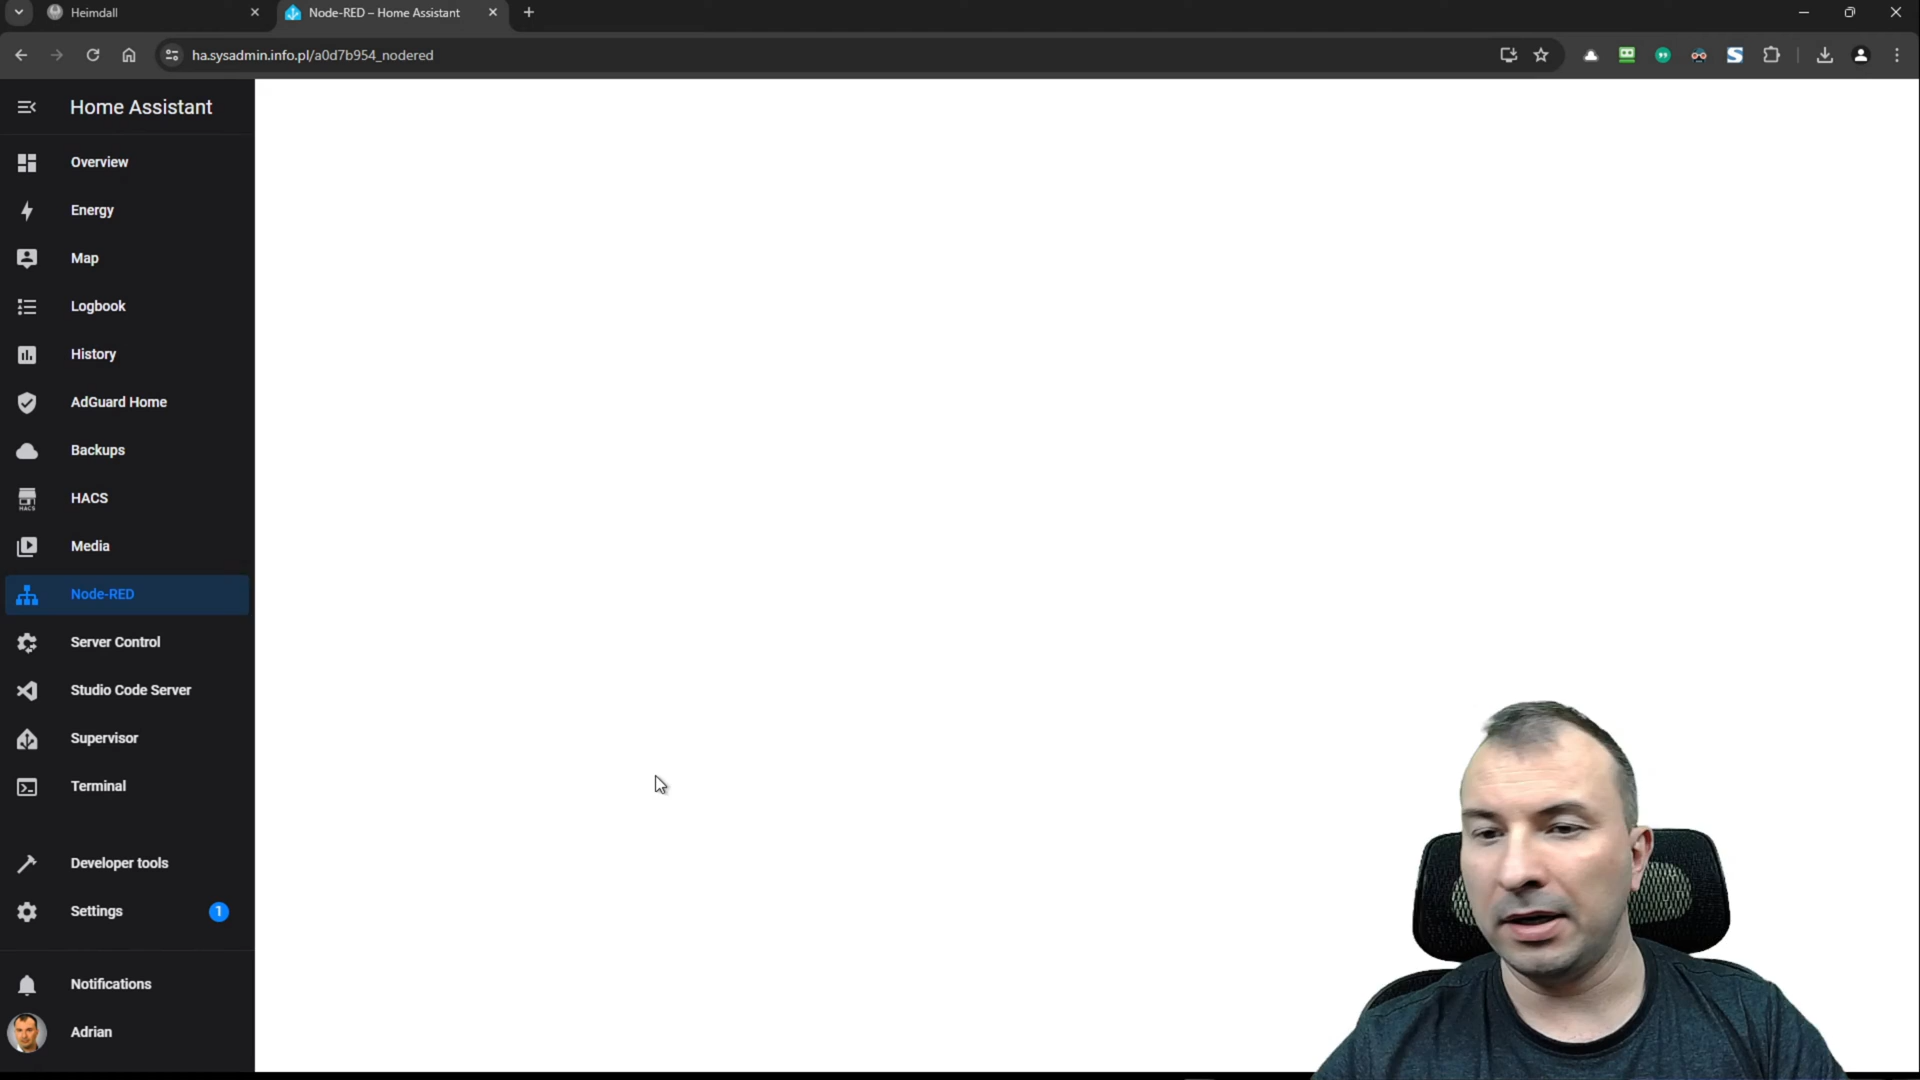 Heimdall
Node-RED – Home Assistant
ha.sysadmin.info.pl/a0d7b954_nodered
Home Assistant
Overview
Energy
Map
Logbook
History
AdGuard Home
Backups
HACS
HACS
Media
Node-RED
Server Control
Studio Code Server
Supervisor
Terminal
Developer tools
Settings
1
Notifications
Adrian